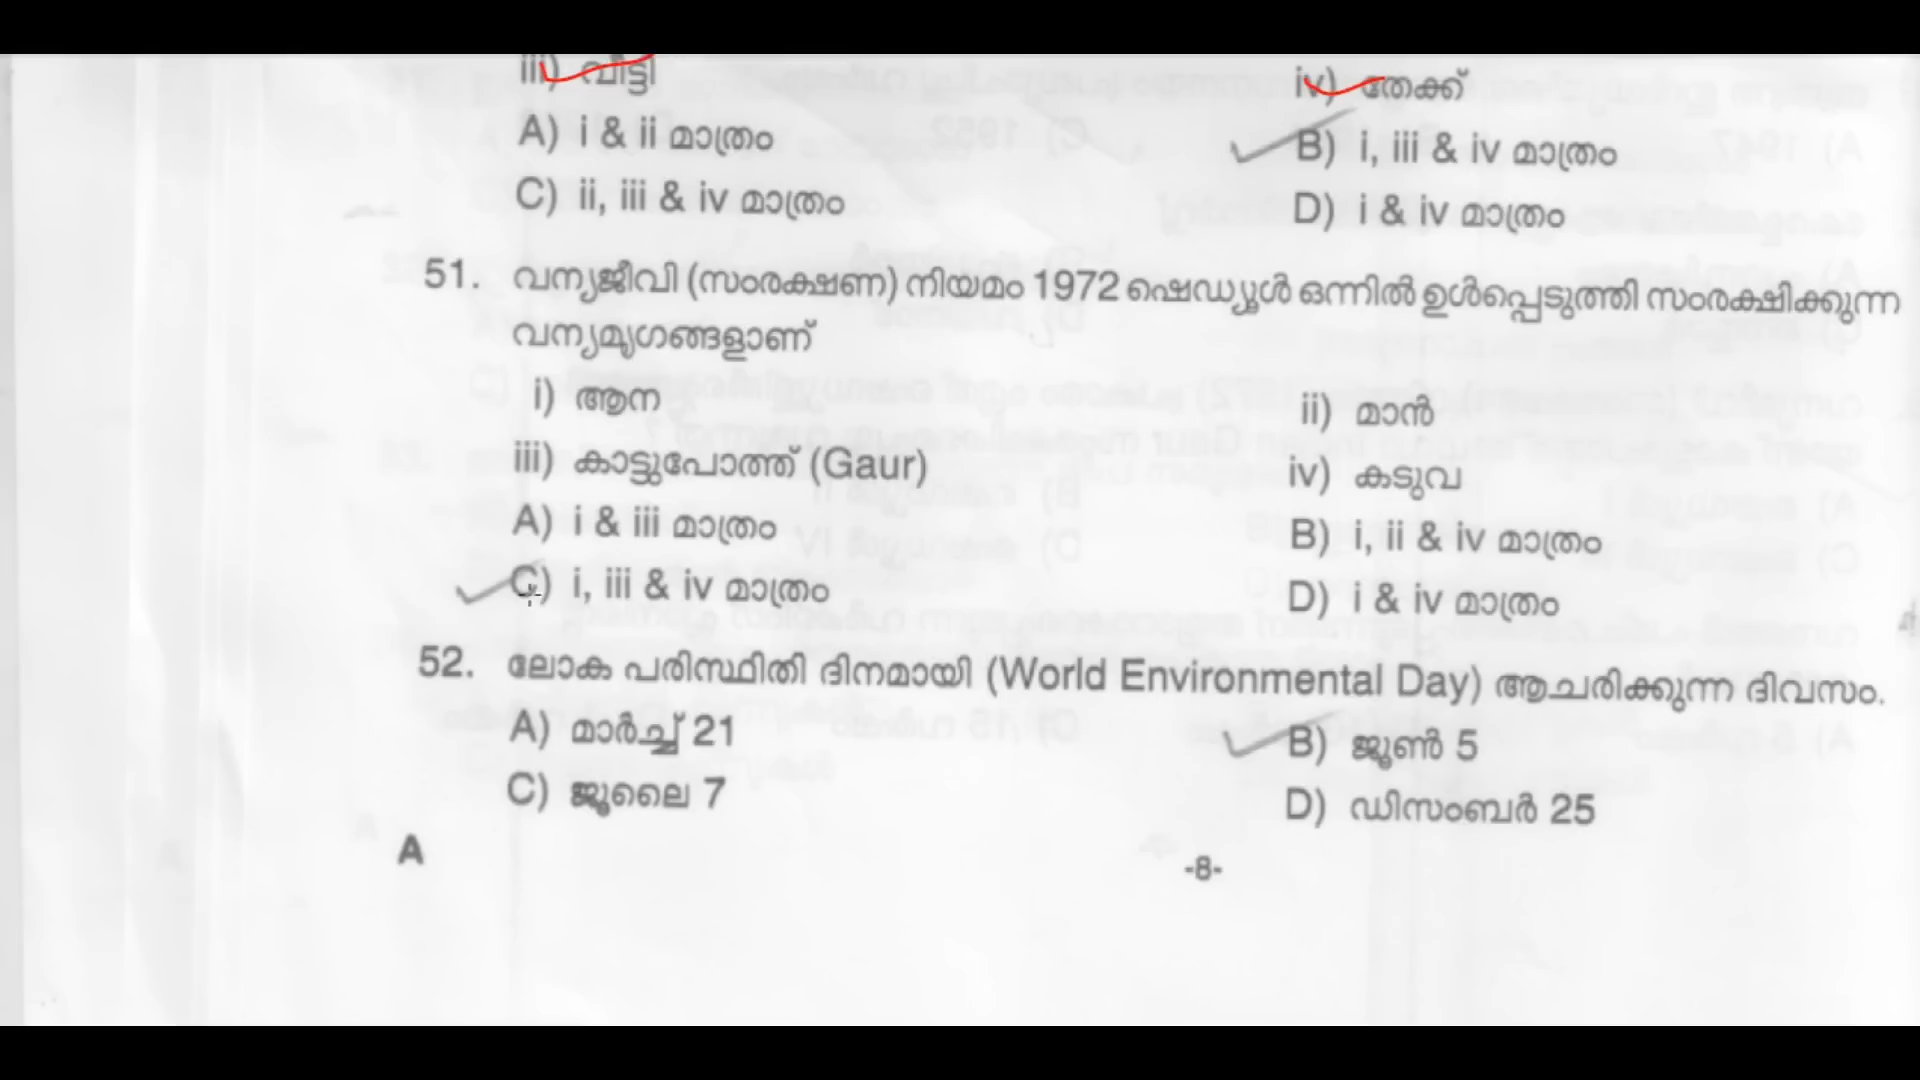 iii) വീട്ടി
iv) തേക്ക്
A) i & ii മാത്രം
B) i, iii & iv മാത്രം
C) ii, iii & iv മാത്രം
D) i & iv മാത്രം
51. വന്യജീവി (സംരക്ഷണ) നിയമം 1972 ഷെഡ്യൂൾ ഒന്നിൽ ഉൾപ്പെടുത്തി സംരക്ഷിക്കുന്ന
വന്യമൃഗങ്ങളാണ്
i) ആന
ii) മാൻ
iii) കാട്ടുപോത്ത് (Gaur)
iv) കടുവ
A) i & iii മാത്രം
B) i, ii & iv മാത്രം
C) i, iii & iv മാത്രം
D) i & iv മാത്രം
52. ലോക പരിസ്ഥിതി ദിനമായി (World Environmental Day) ആചരിക്കുന്ന ദിവസം.
A) മാർച്ച് 21
B) ജൂൺ 5
C) ജൂലൈ 7
D) ഡിസംബർ 25
A
-8-